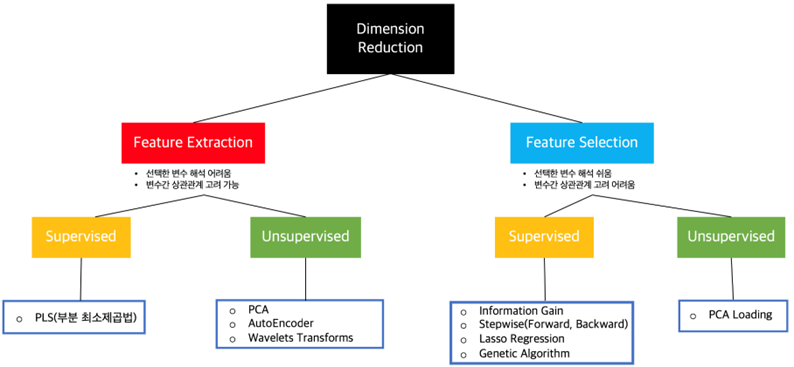 Dimension
Reduction
Feature Extraction
• 선택한 변수 해석 어려움
• 변수간 상관관계 고려 가능
Feature Selection
• 선택한 변수 해석 쉬움
• 변수간 상관관계 고려 어려움
Supervised
Unsupervised
Supervised
Unsupervised
o PLS(부분 최소제곱법)
o PCA
o AutoEncoder
o Wavelets Transforms
o Information Gain
o Stepwise(Forward, Backward)
o Lasso Regression
o Genetic Algorithm
o PCA Loading